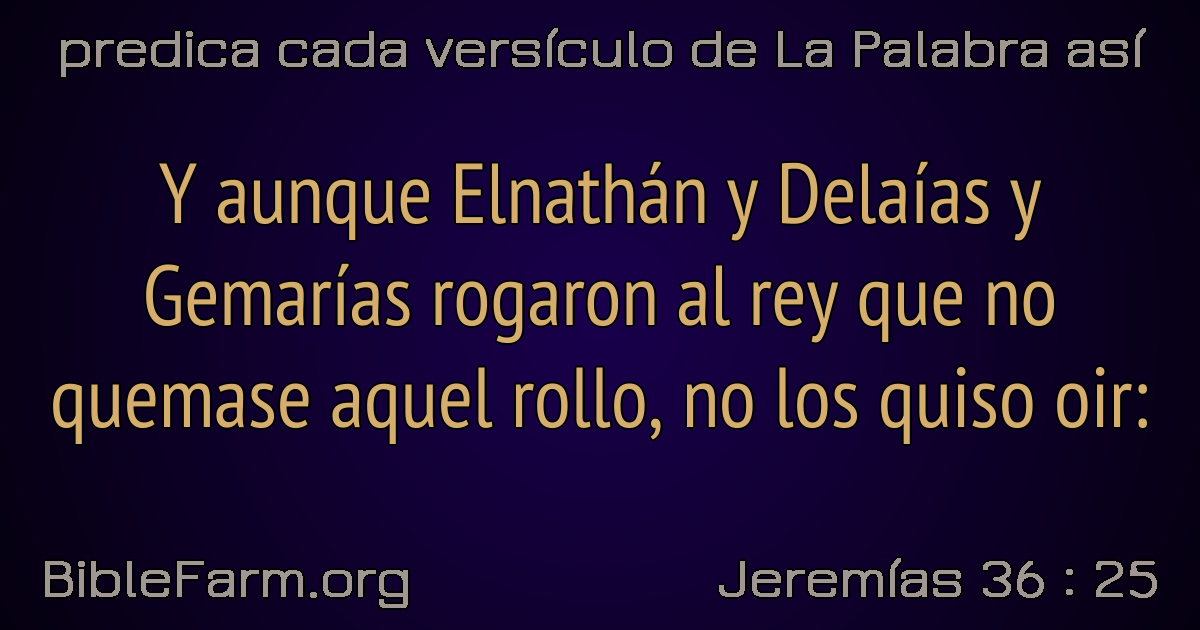 predica cada versículo de La Palabra así
Y aunque Elnathán y Delaías y
Gemarías rogaron al rey que no
quemase aquel rollo, no los quiso oir:
BibleFarm.org
Jeremías 36 : 25